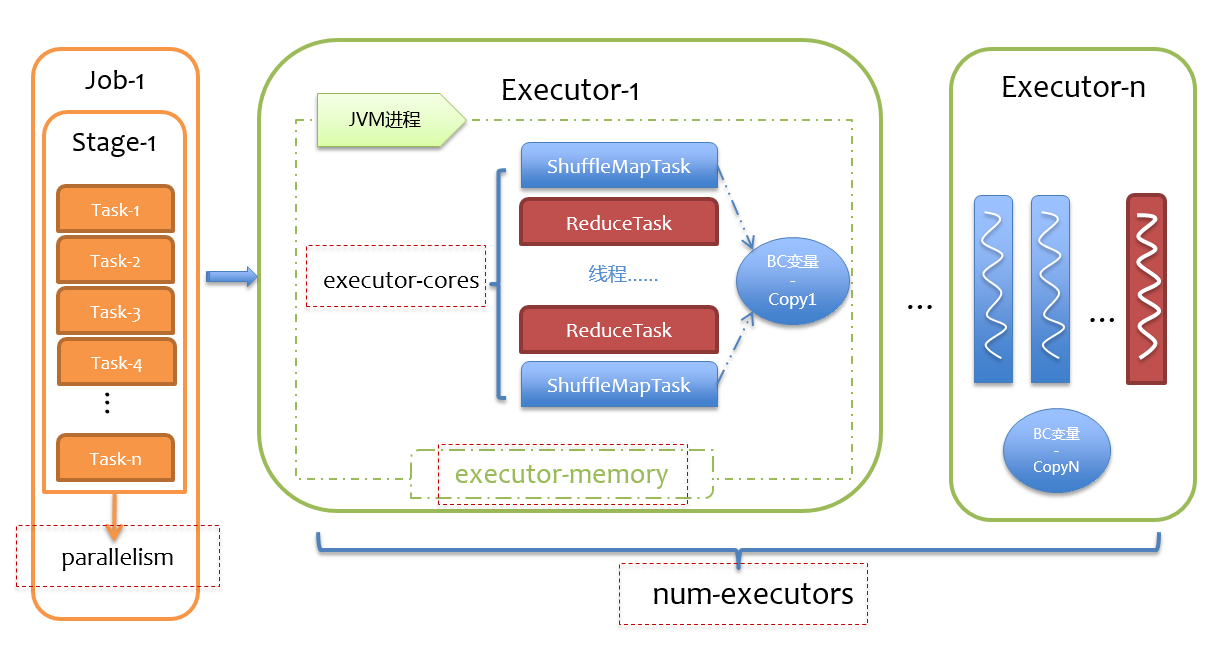 Job-1
Stage-1
Task-1
Task-2
Task-3
Task-4
⋮
Task-n
parallelism
Executor-1
JVM进程
executor-cores
ShuffleMapTask
ReduceTask
线程......
ReduceTask
ShuffleMapTask
BC变量
-
Copy1
executor-memory
...
Executor-n
...
BC变量
-
CopyN
num-executors